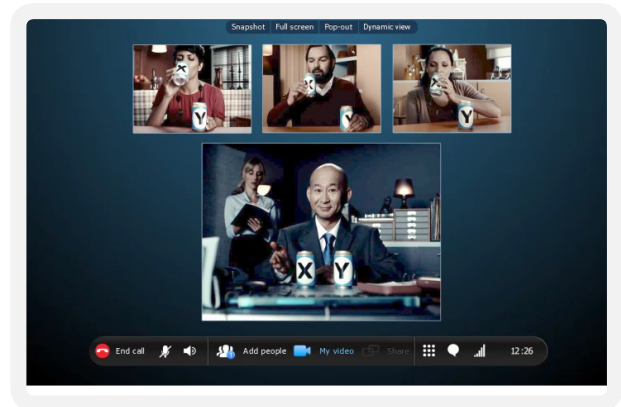 Snapshot Full screen Pop-out Dynamic view
X Y X Y X Y
X Y
End call Add people My video Share 12:26